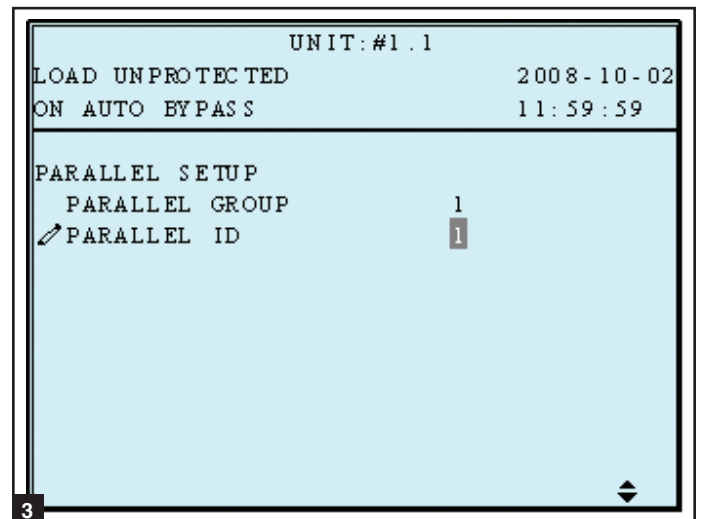 UNIT:#1.1
LOAD UNPROTECTED 2008-10-02
ON AUTO BYPASS 11:59:59
PARALLEL SETUP
PARALLEL GROUP 1
PARALLEL ID 1
3